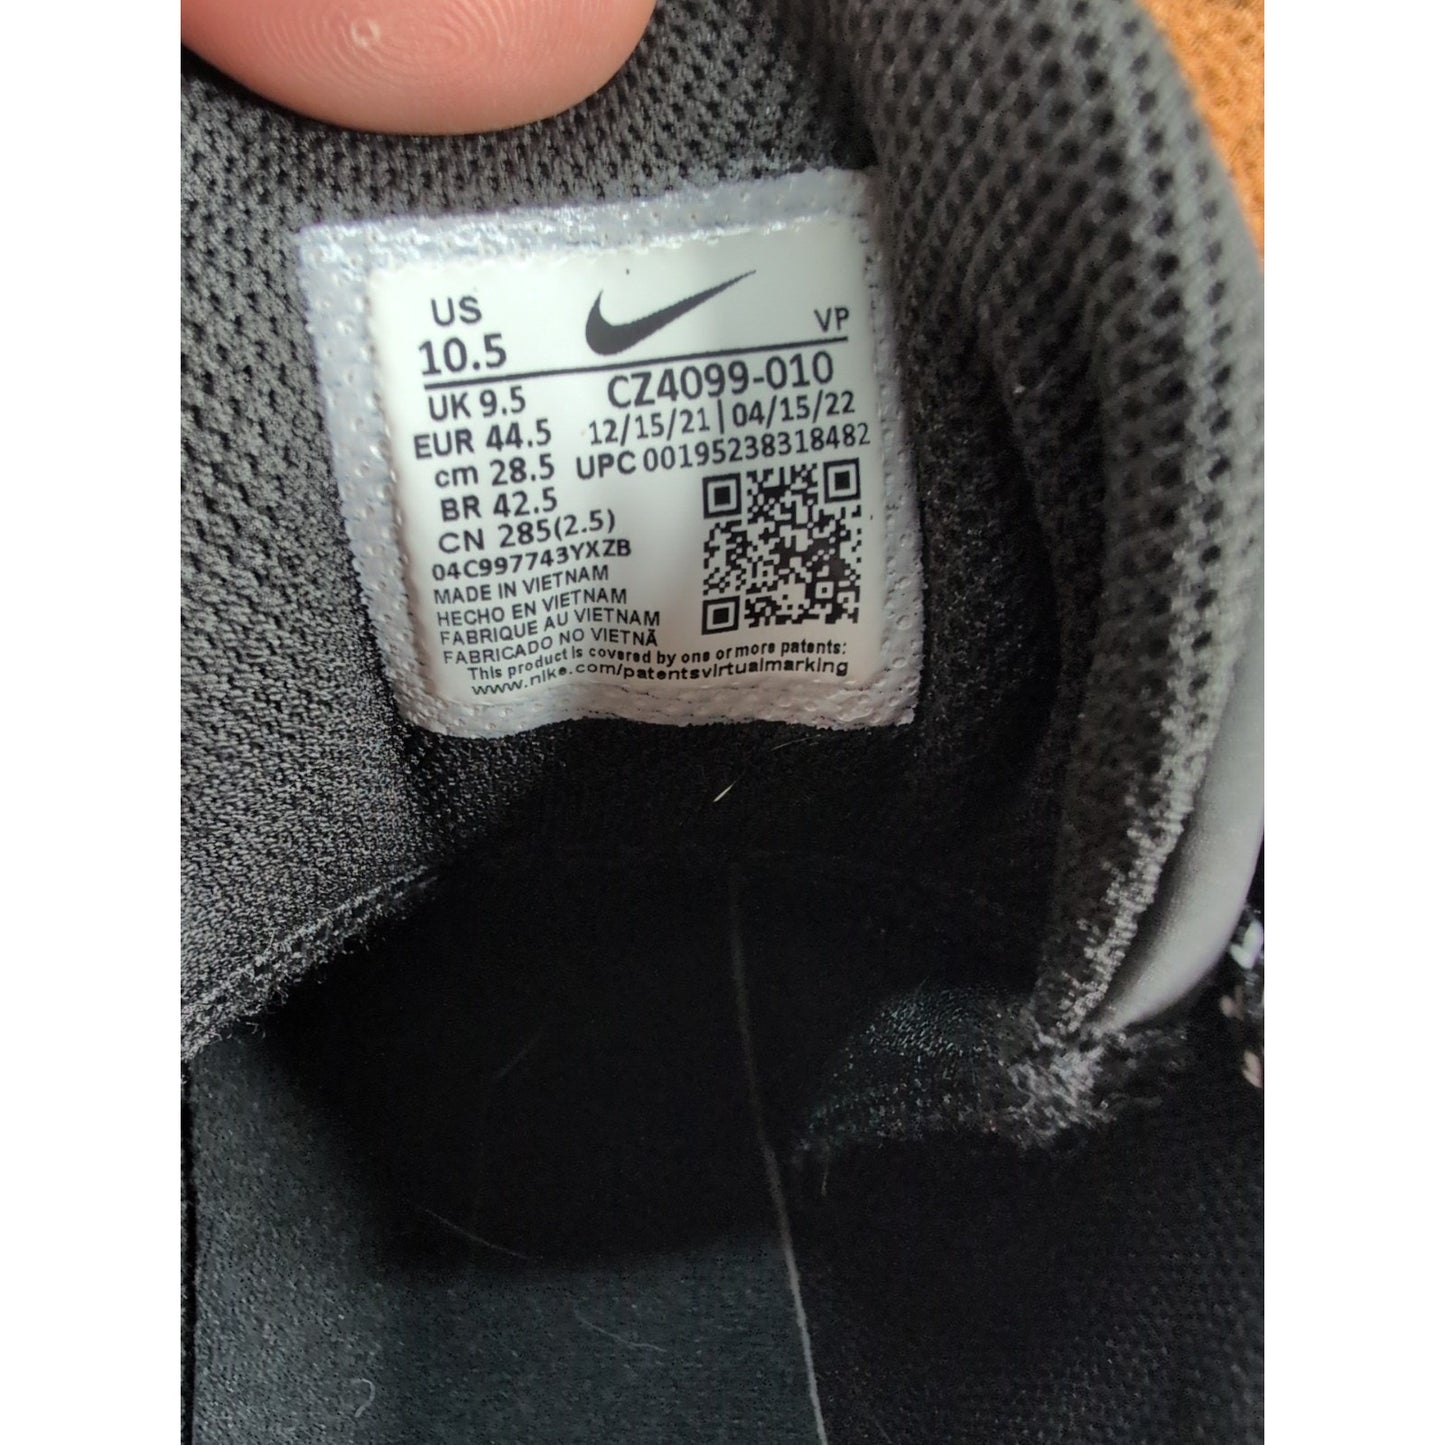 US
10.5
VP
UK 9.5
CZ4099-010
EUR 44.5
12/15/21 | 04/15/22
cm 28.5
UPC 00195238318482
BR 42.5
CN 285(2.5)
04C997743YXZB
MADE IN VIETNAM
HECHO EN VIETNAM
FABRIQUE AU VIETNAM
FABRICADO NO VIETNÃ
This product is covered by one or more patents:
www.nike.com/patentsvirtualmarking